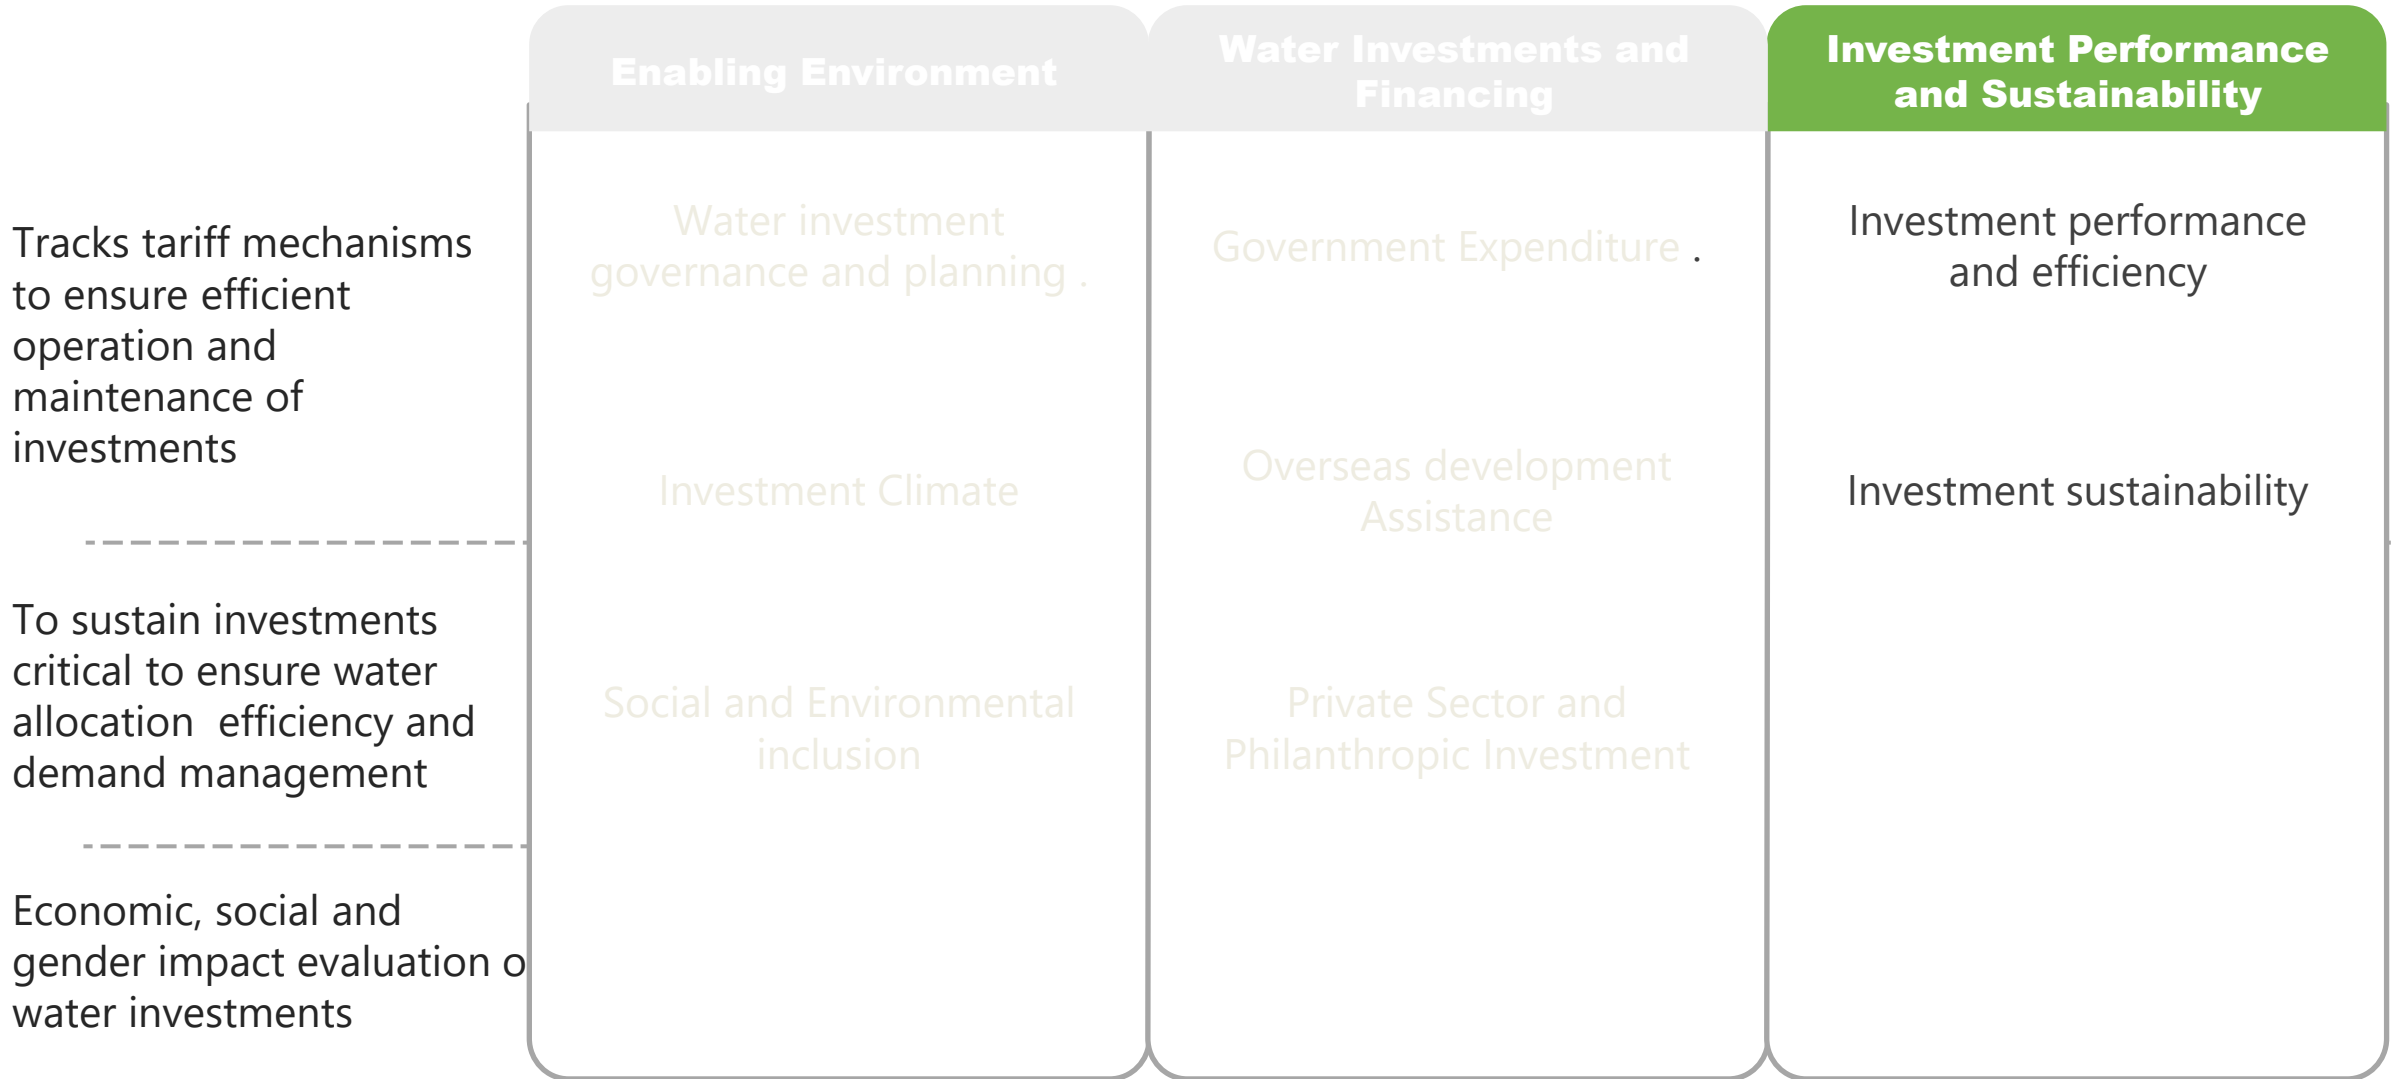 Enabling Environment
Water Investments and
Financing
Investment Performance
and Sustainability
Tracks tariff mechanisms
to ensure efficient
operation and
maintenance of
investments
To sustain investments
critical to ensure water
allocation  efficiency and
demand management
Economic, social and
gender impact evaluation o
water investments
Water investment
governance and planning .
Investment Climate
Social and Environmental
inclusion
Government Expenditure .
Overseas development
Assistance
Private Sector and
Philanthropic Investment
Investment performance
and efficiency
Investment sustainability